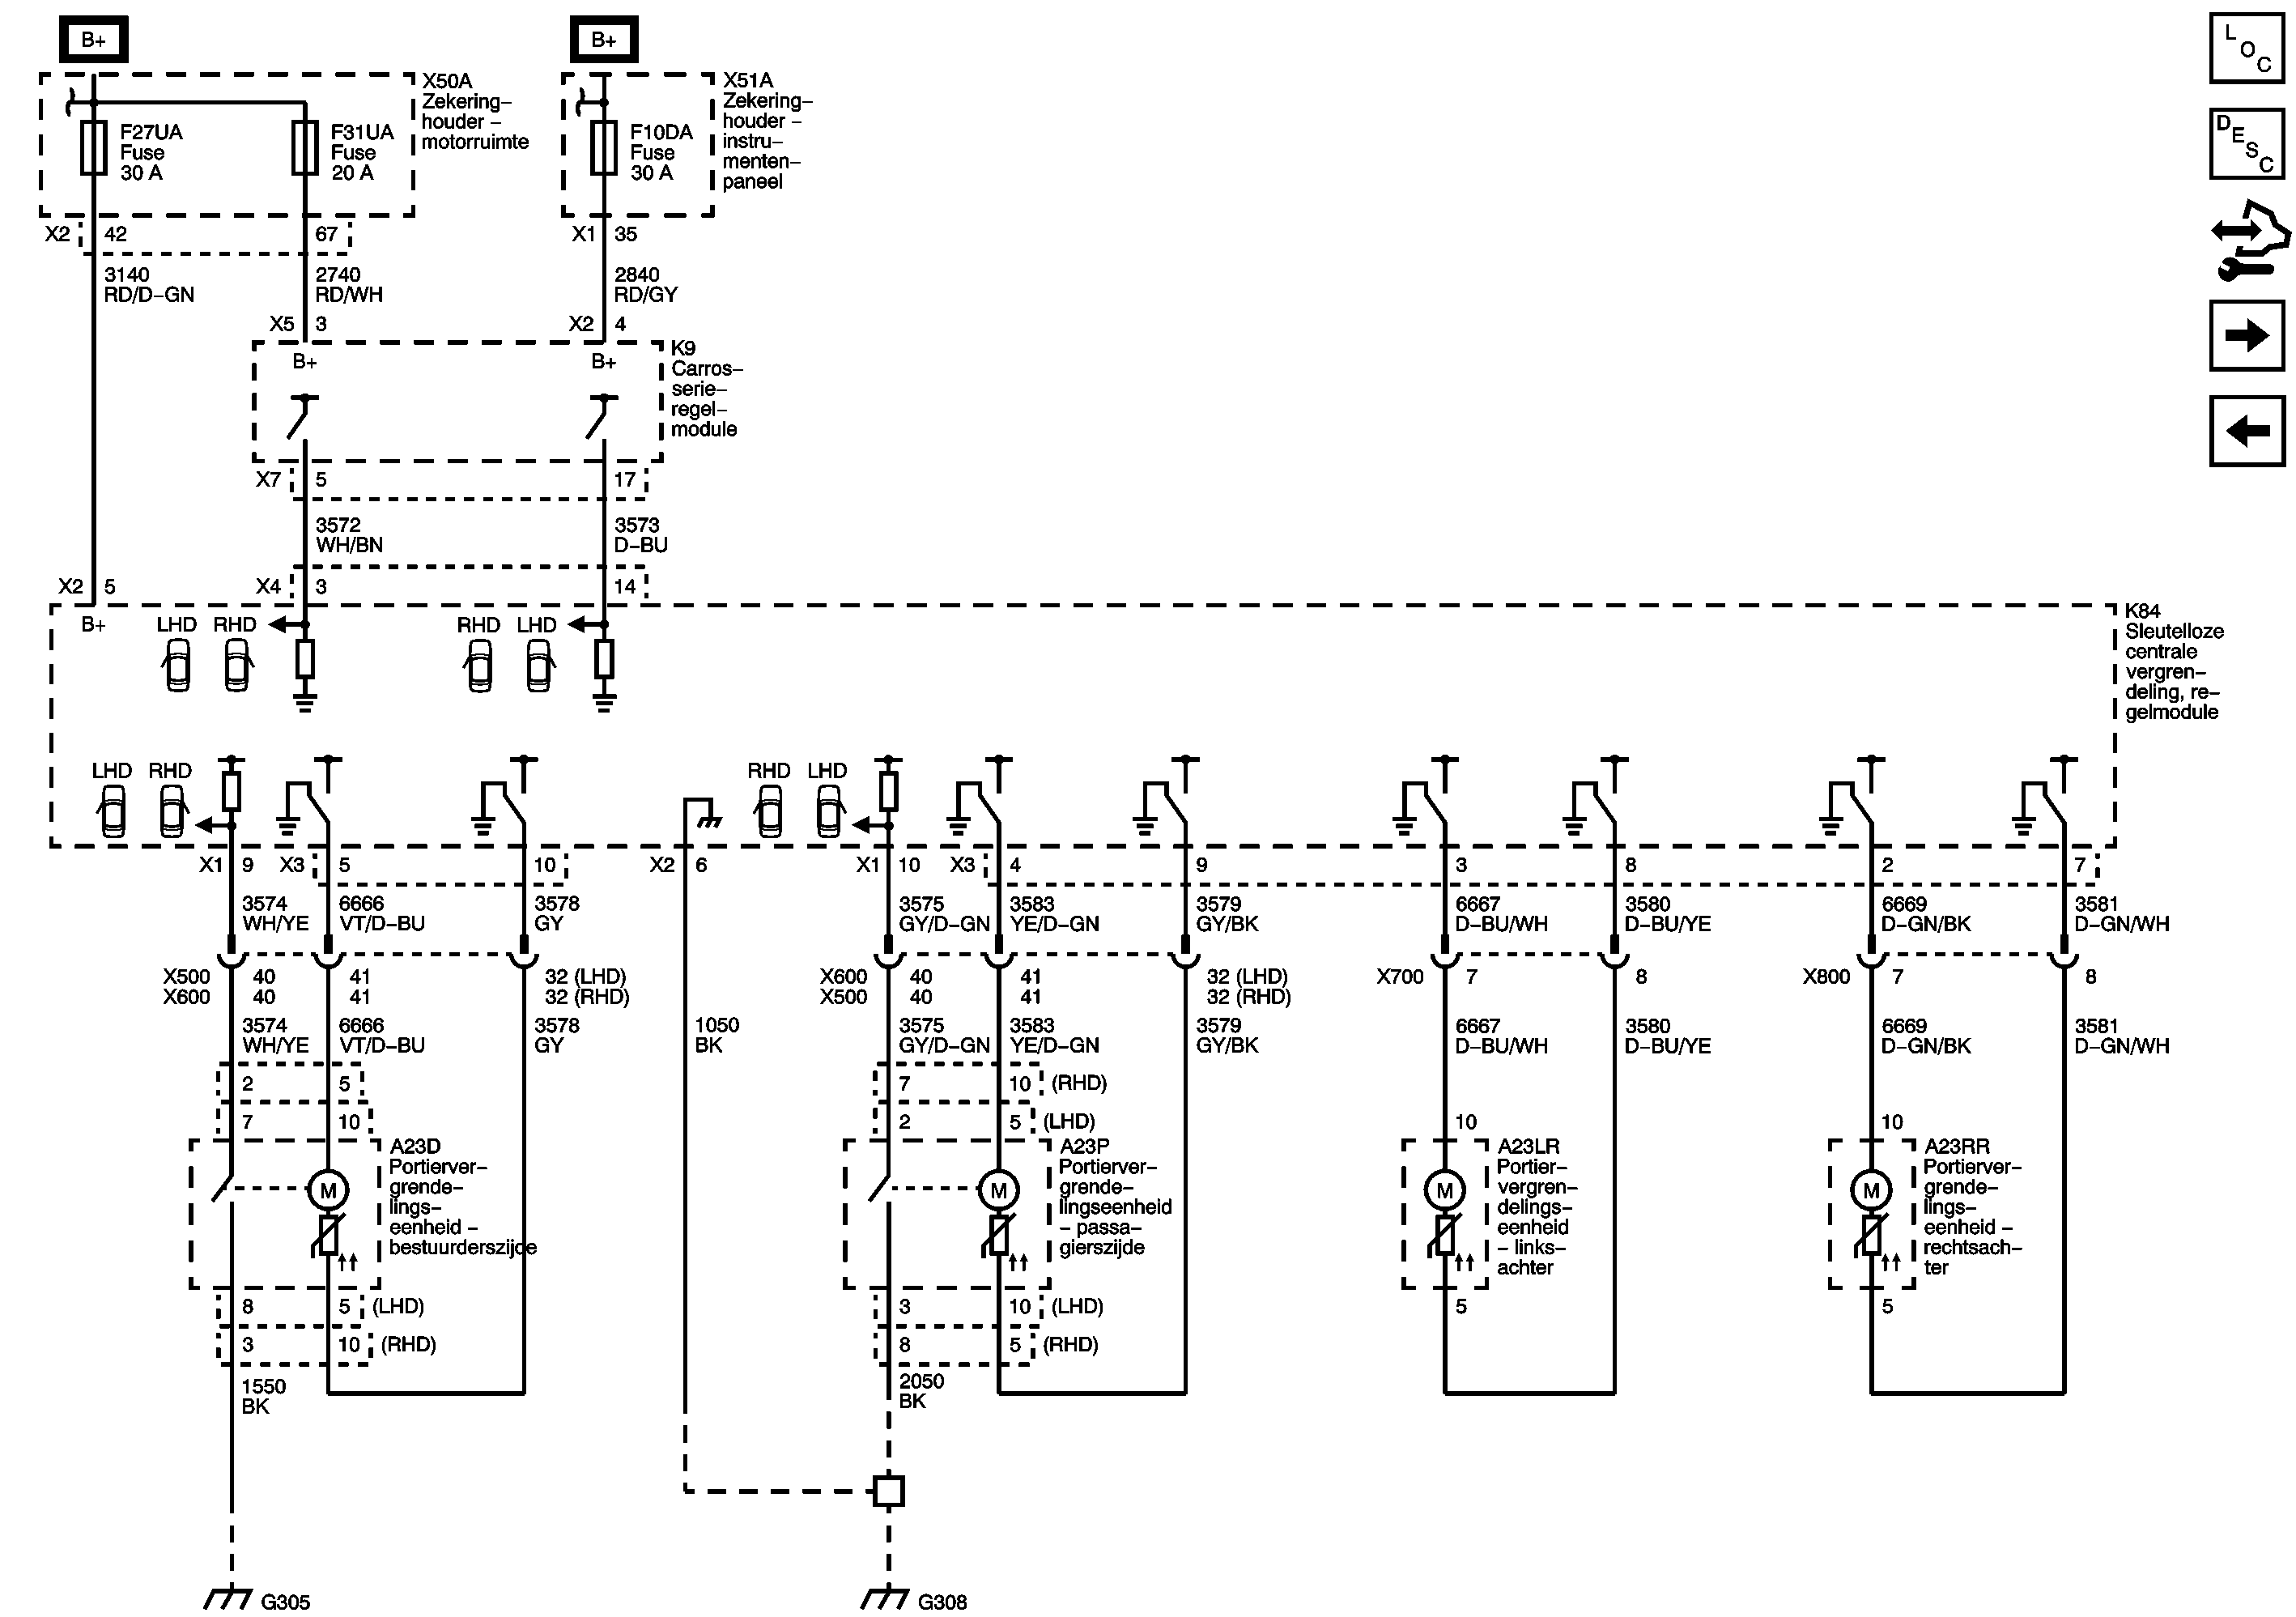 B+
B+
L
O
C
D
E
S
C
X50A
Zekering–
houder –
motorruimte
F27UA
Fuse
30 A
F31UA
Fuse
20 A
X51A
Zekering–
houder –
instru–
menten–
paneel
F10DA
Fuse
30 A
X2 42 67
X1 35
3140
RD/D–GN
2740
RD/WH
2840
RD/GY
X5 3
X2 4
B+ B+
K9
Carros–
serie–
regel–
module
X7 5 17
3572
WH/BN
3573
D–BU
X2 5 X4 3 14
B+ LHD RHD RHD LHD
K84
Sleutelloze
centrale
vergren–
deling, re–
gelmodule
LHD RHD RHD LHD
X1 9 X3 5 10 X2 6 X1 10 X3 4 9 3 8 2 7
3574
WH/YE
6666
VT/D–BU
3578
GY
3575
GY/D–GN
3583
YE/D–GN
3579
GY/BK
6667
D–BU/WH
3580
D–BU/YE
6669
D–GN/BK
3581
D–GN/WH
X500 40 41 32 (LHD)
X600 40 41 32 (RHD)
X600 40 41 32 (LHD)
X500 40 41 32 (RHD)
X700 7 8
X800 7 8
3574
WH/YE
6666
VT/D–BU
3578
GY
1050
BK
3575
GY/D–GN
3583
YE/D–GN
3579
GY/BK
6667
D–BU/WH
3580
D–BU/YE
6669
D–GN/BK
3581
D–GN/WH
2 5
7 10
7 10 (RHD)
2 5 (LHD)
10
10
M
A23D
Portierver–
grende–
lings–
eenheid –
bestuurderszijde
M
A23P
Portierver–
grende–
lingseenheid
– passa–
gierszijde
M
A23LR
Portier–
vergren–
delings–
eenheid
– links–
achter
M
A23RR
Portierver–
grende–
lings–
eenheid –
rechtsach–
ter
8 5 (LHD)
3 10 (RHD)
3 10 (LHD)
8 5 (RHD)
5
5
1550
BK
2050
BK
G305
G308